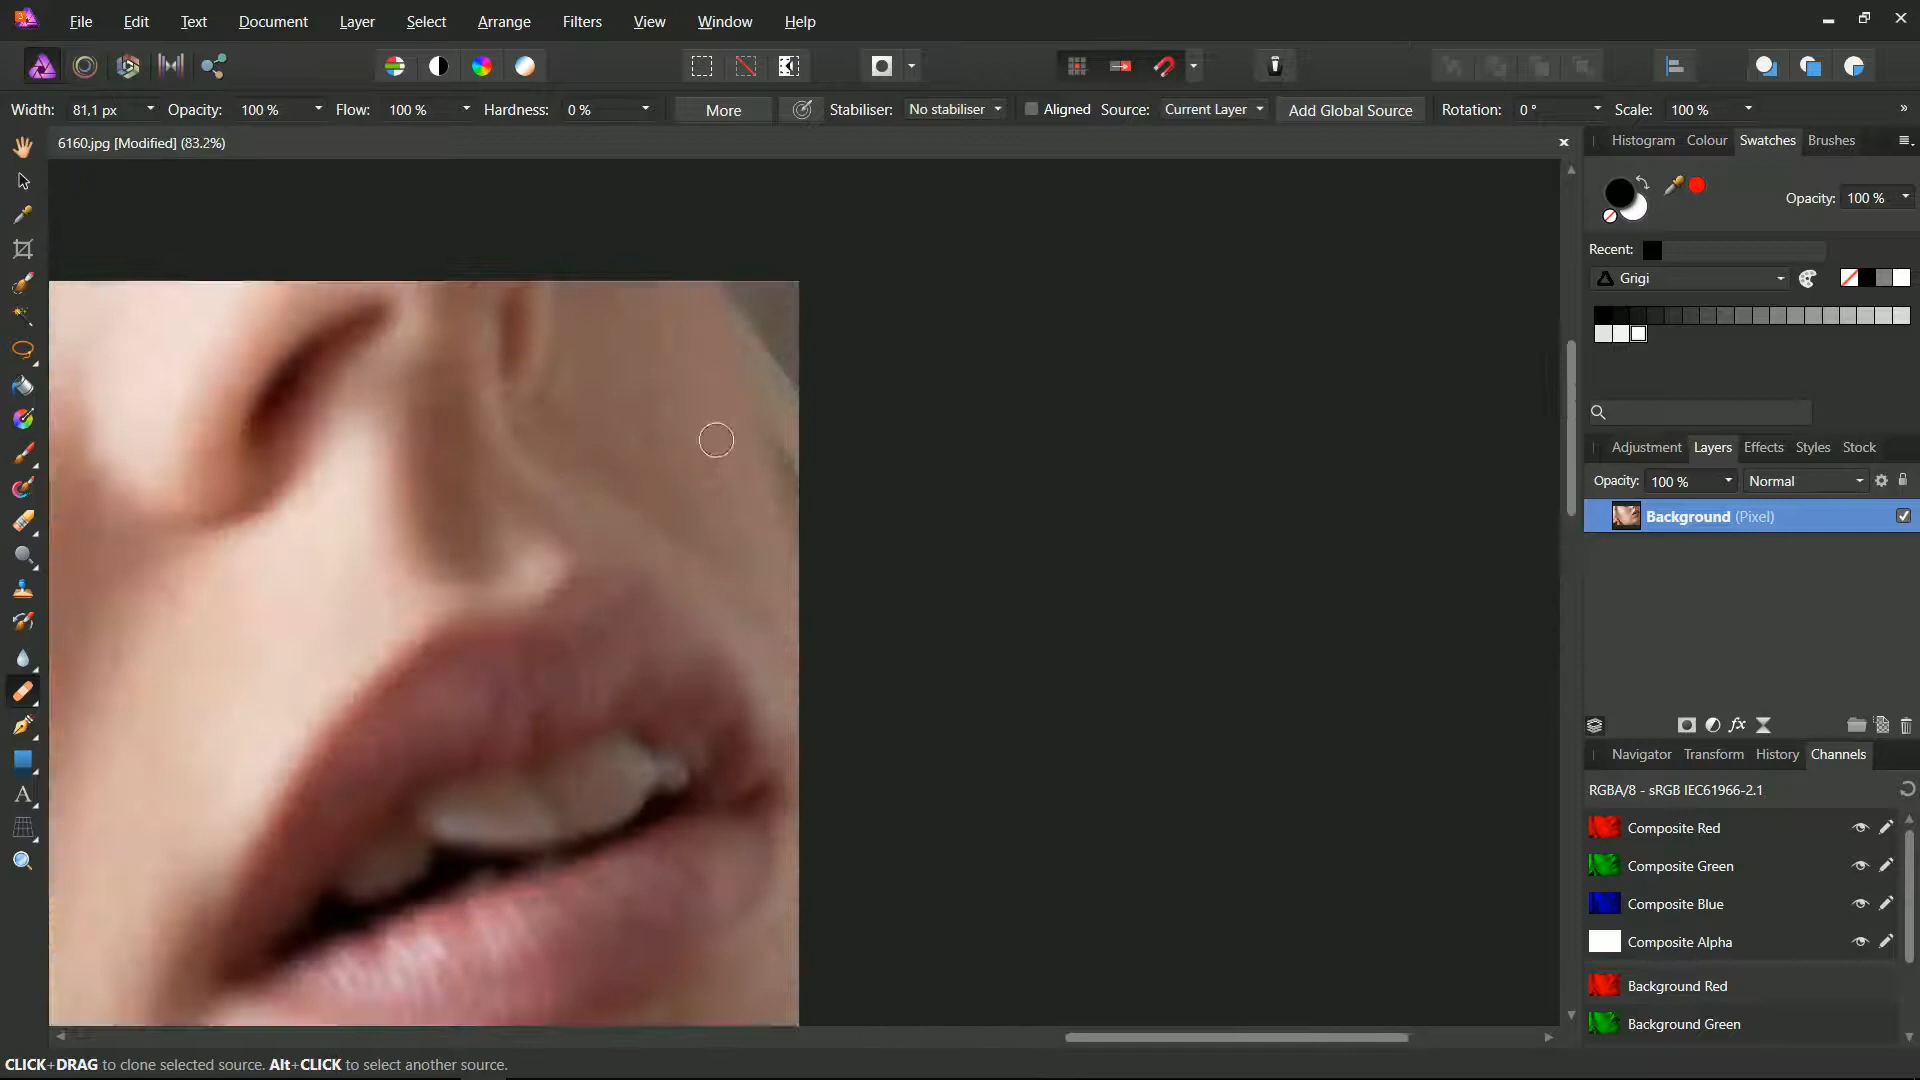 File Edit Text Document Layer Select Arrange Filters View Window Help
Width: 81,1 px Opacity: 100 % Flow: 100 % Hardness: 0 % More Stabiliser: No stabiliser Aligned Source: Current Layer Add Global Source Rotation: 0 ° Scale: 100 % »
6160.jpg [Modified] (83.2%)
Histogram Colour Swatches Brushes
Opacity: 100 %
Recent:
Grigi
Adjustment Layers Effects Styles Stock
Opacity: 100 % Normal
Background (Pixel)
fx
Navigator Transform History Channels
RGBA/8 - sRGB IEC61966-2.1
Composite Red
Composite Green
Composite Blue
Composite Alpha
Background Red
Background Green
CLICK+DRAG to clone selected source. Alt+CLICK to select another source.